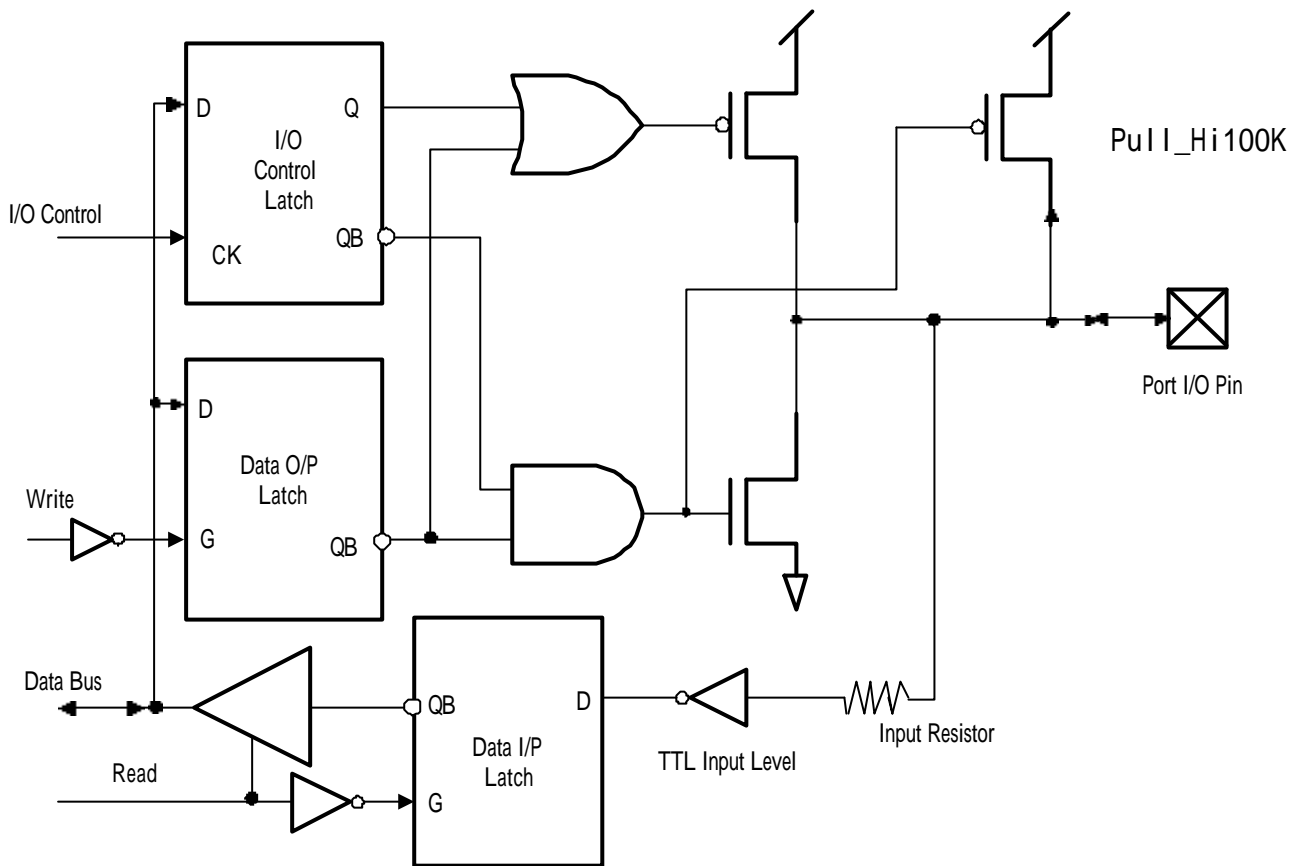 D
Q
I/O
Control
Latch
I/O Control
QB
CK
Pull_Hi100K
Port I/O Pin
D
Data O/P
Latch
Write
G
QB
Data Bus
QB
D
Data I/P
Latch
TTL Input Level
Input Resistor
Read
G